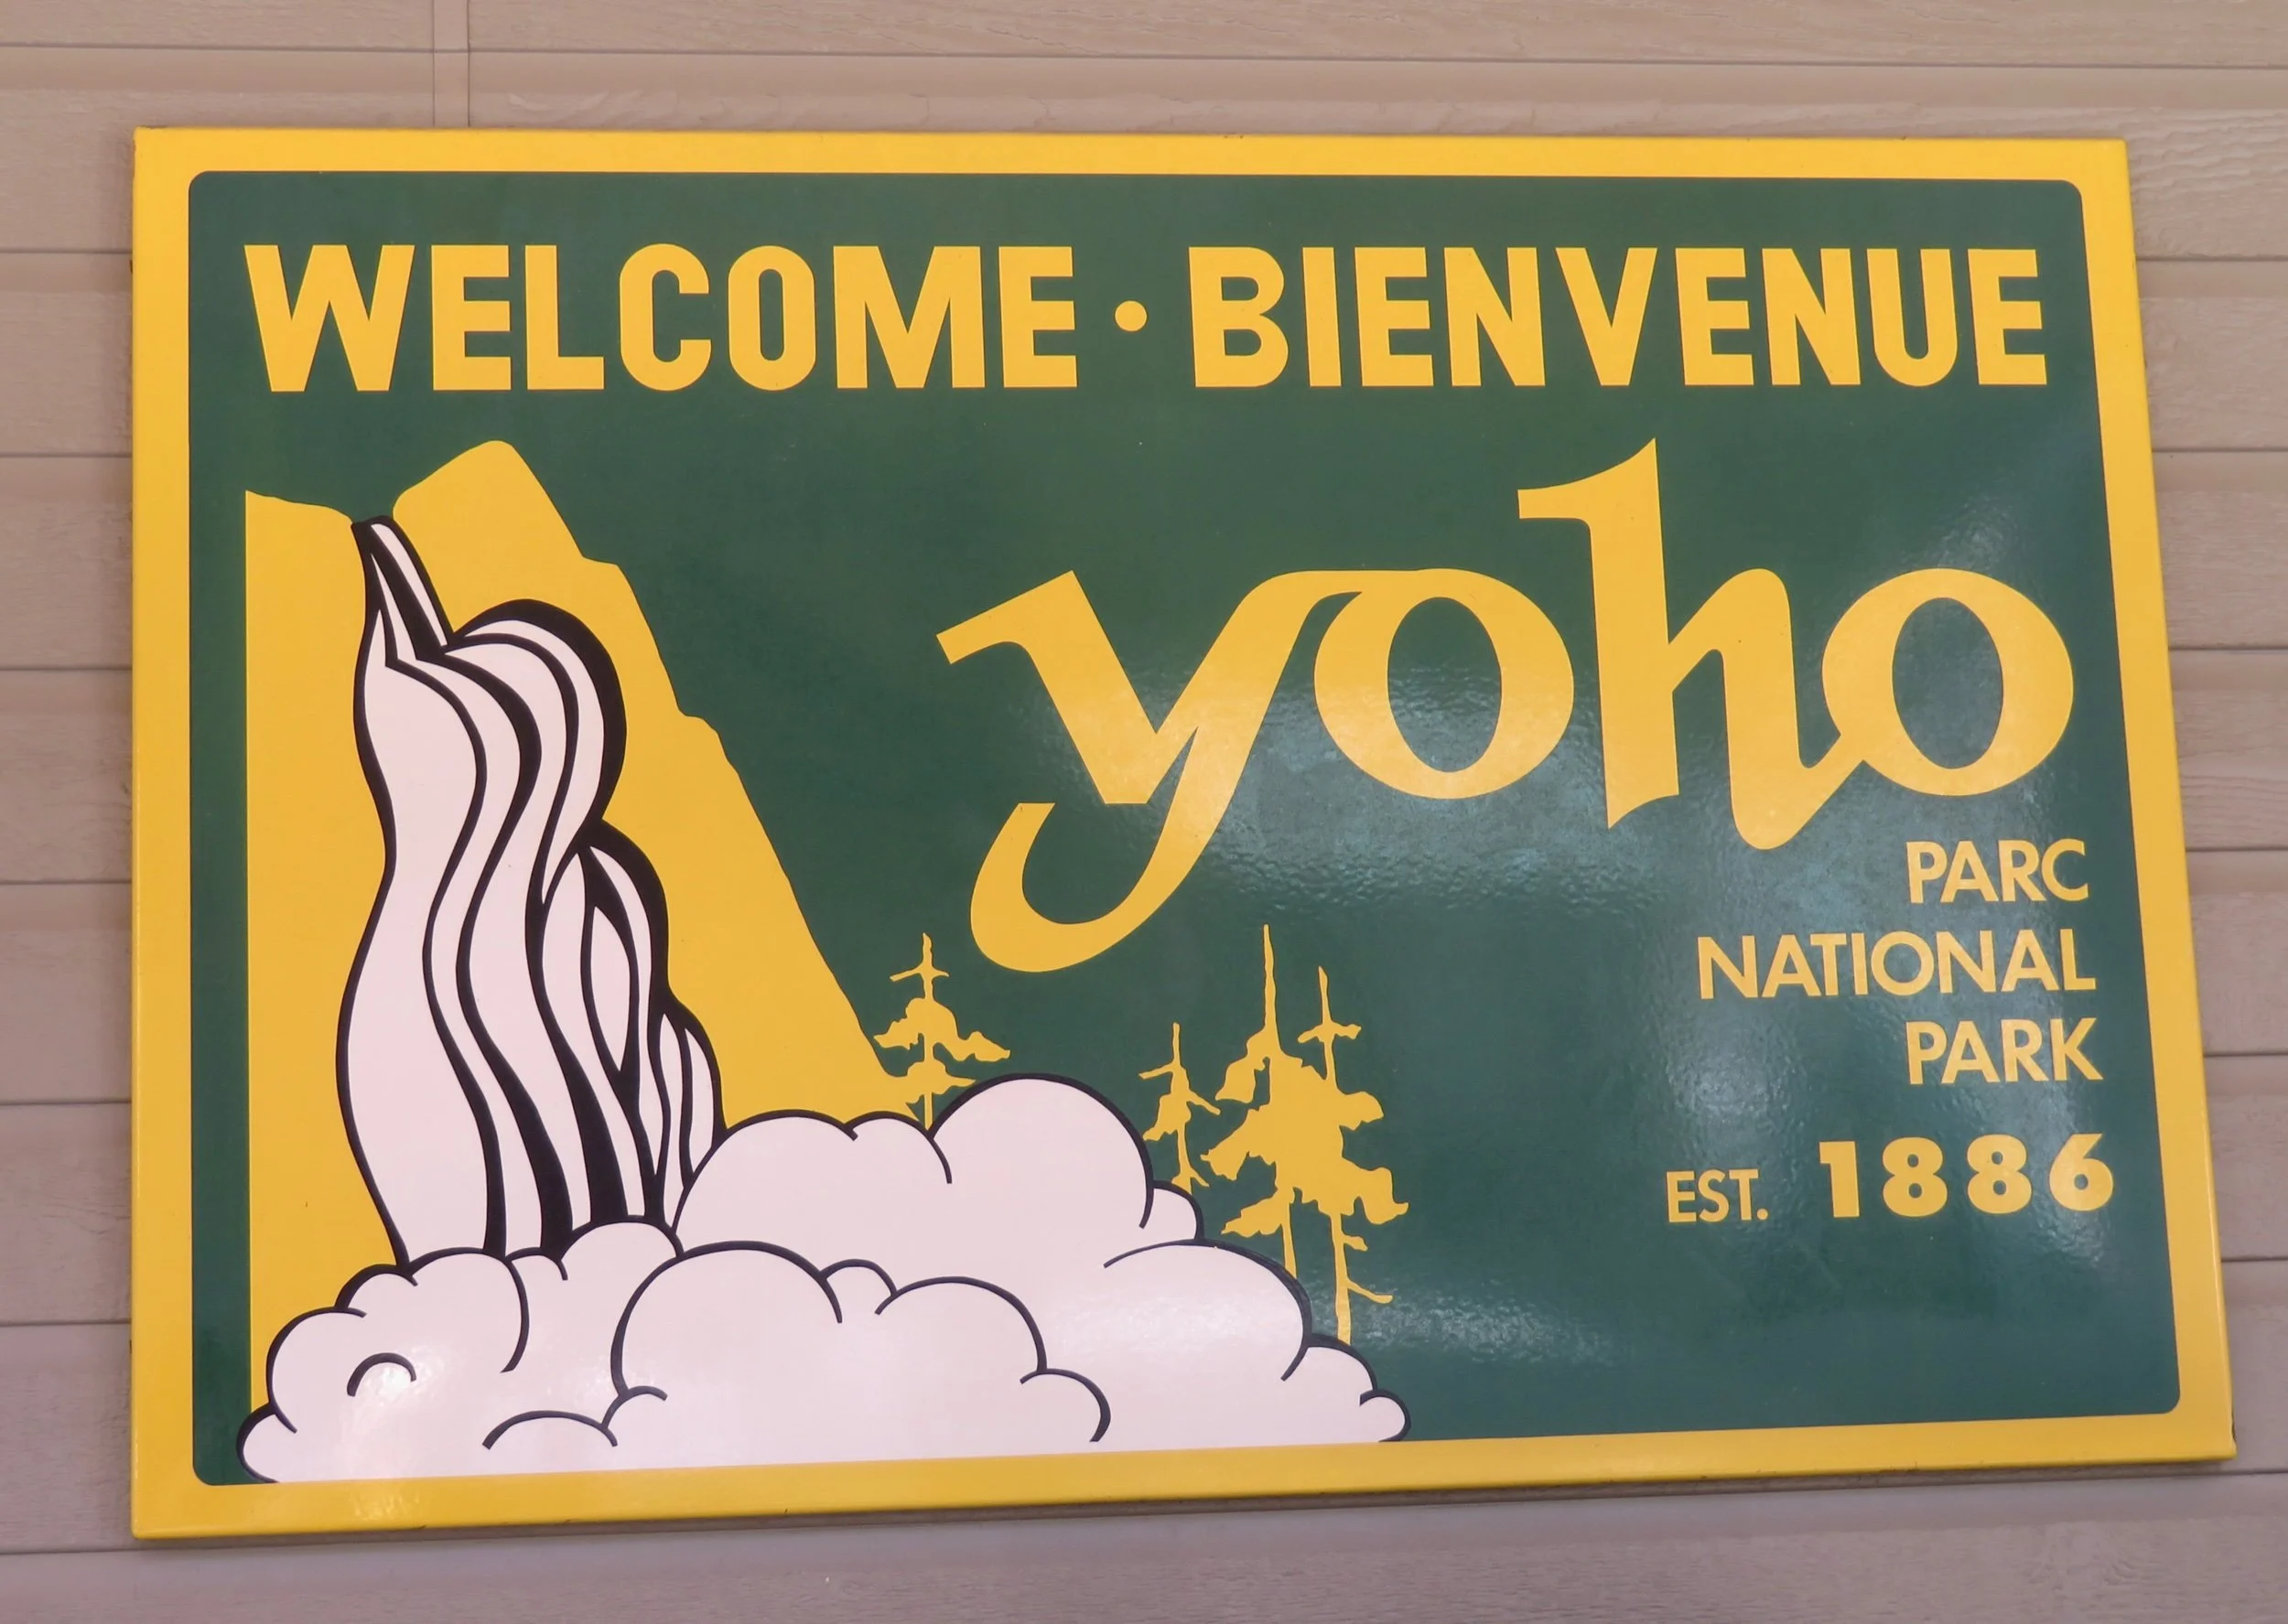 WELCOME • BIENVENUE
yoho
PARC
NATIONAL
PARK
EST. 1886